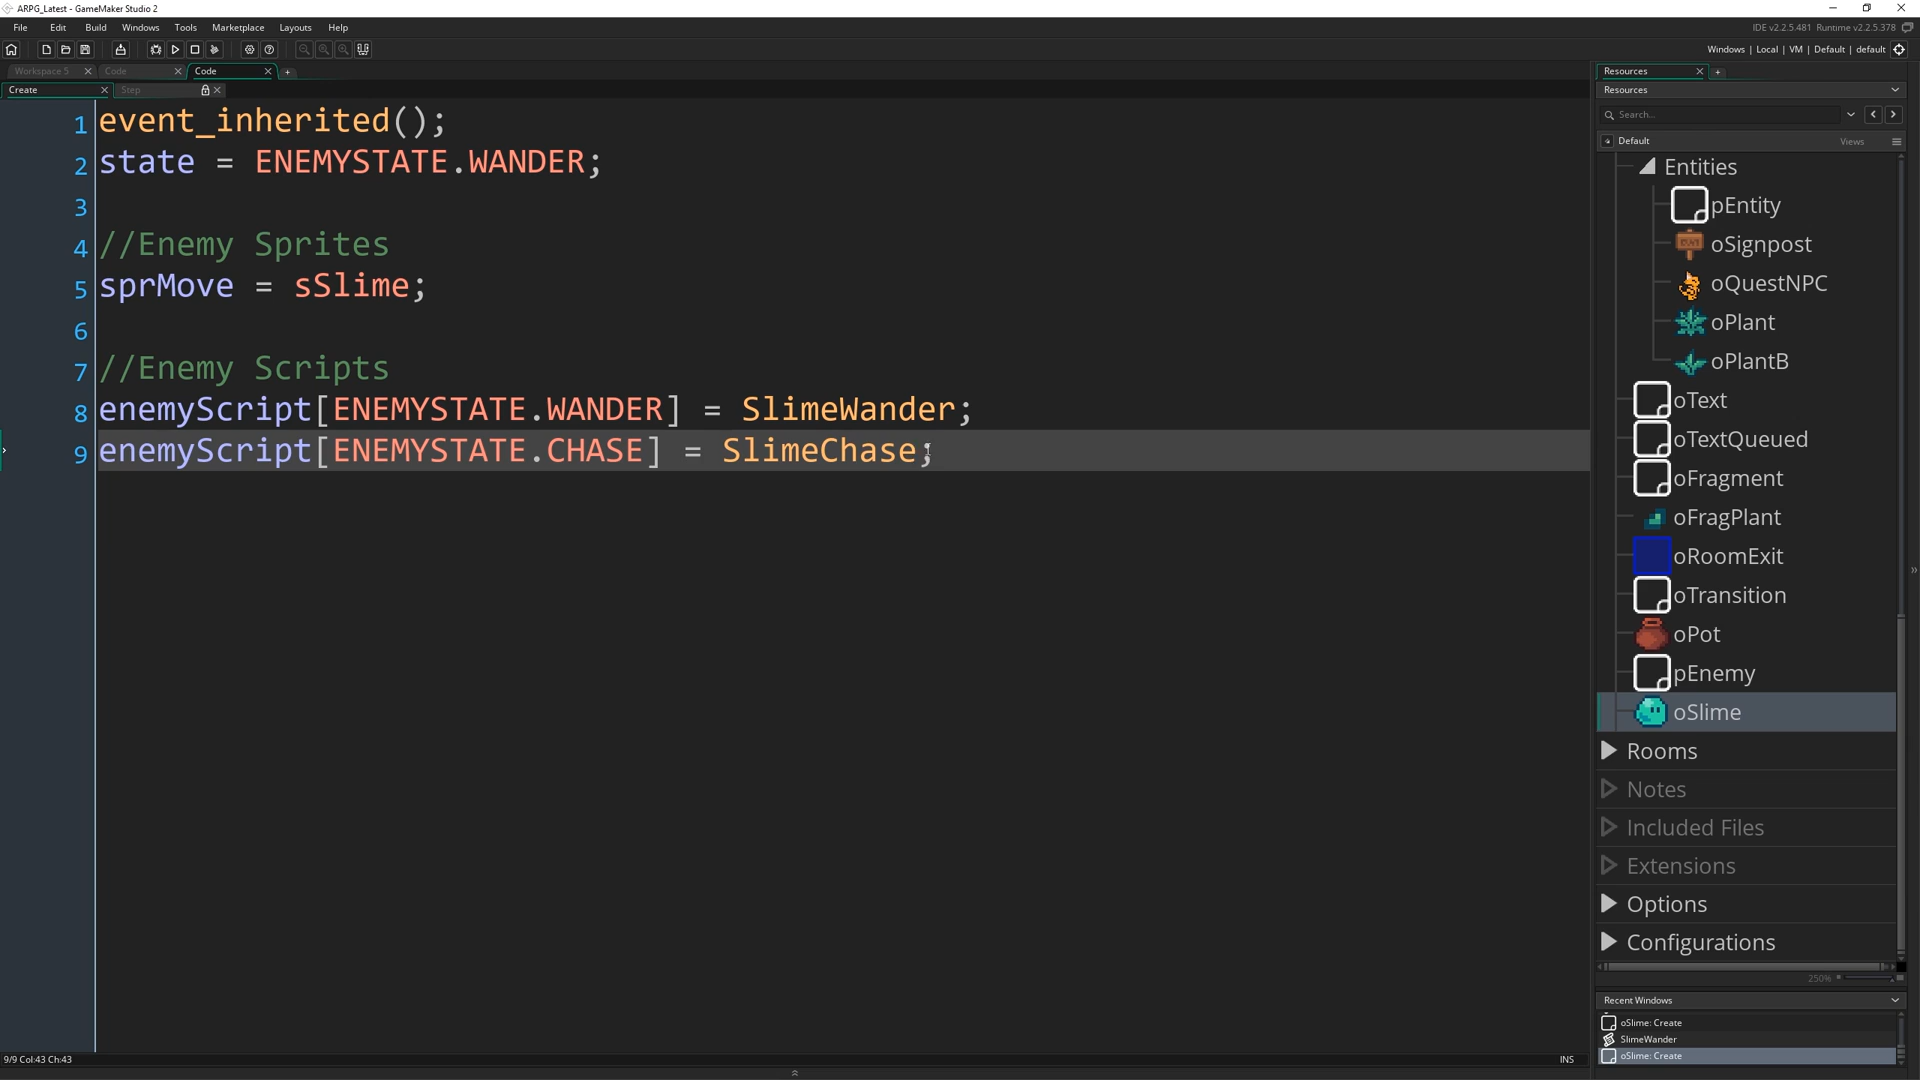 ARPG_Latest - GameMaker Studio 2
File Edit Build Windows Tools Marketplace Layouts Help
IDE v2.2.5.481 Runtime v2.2.5.378
Windows | Local | VM | Default | default
Workspace 5
Code
Code
Create
Step
1 event_inherited();
2 state = ENEMYSTATE.WANDER;
3
4 //Enemy Sprites
5 sprMove = sSlime;
6
7 //Enemy Scripts
8 enemyScript[ENEMYSTATE.WANDER] = SlimeWander;
9 enemyScript[ENEMYSTATE.CHASE] = SlimeChase;
9/9 Col:43 Ch:43
INS
Resources
Resources
Search...
Default
Views
Entities
pEntity
oSignpost
oQuestNPC
oPlant
oPlantB
oText
oTextQueued
oFragment
oFragPlant
oRoomExit
oTransition
oPot
pEnemy
oSlime
Rooms
Notes
Included Files
Extensions
Options
Configurations
250%
Recent Windows
oSlime: Create
SlimeWander
oSlime: Create